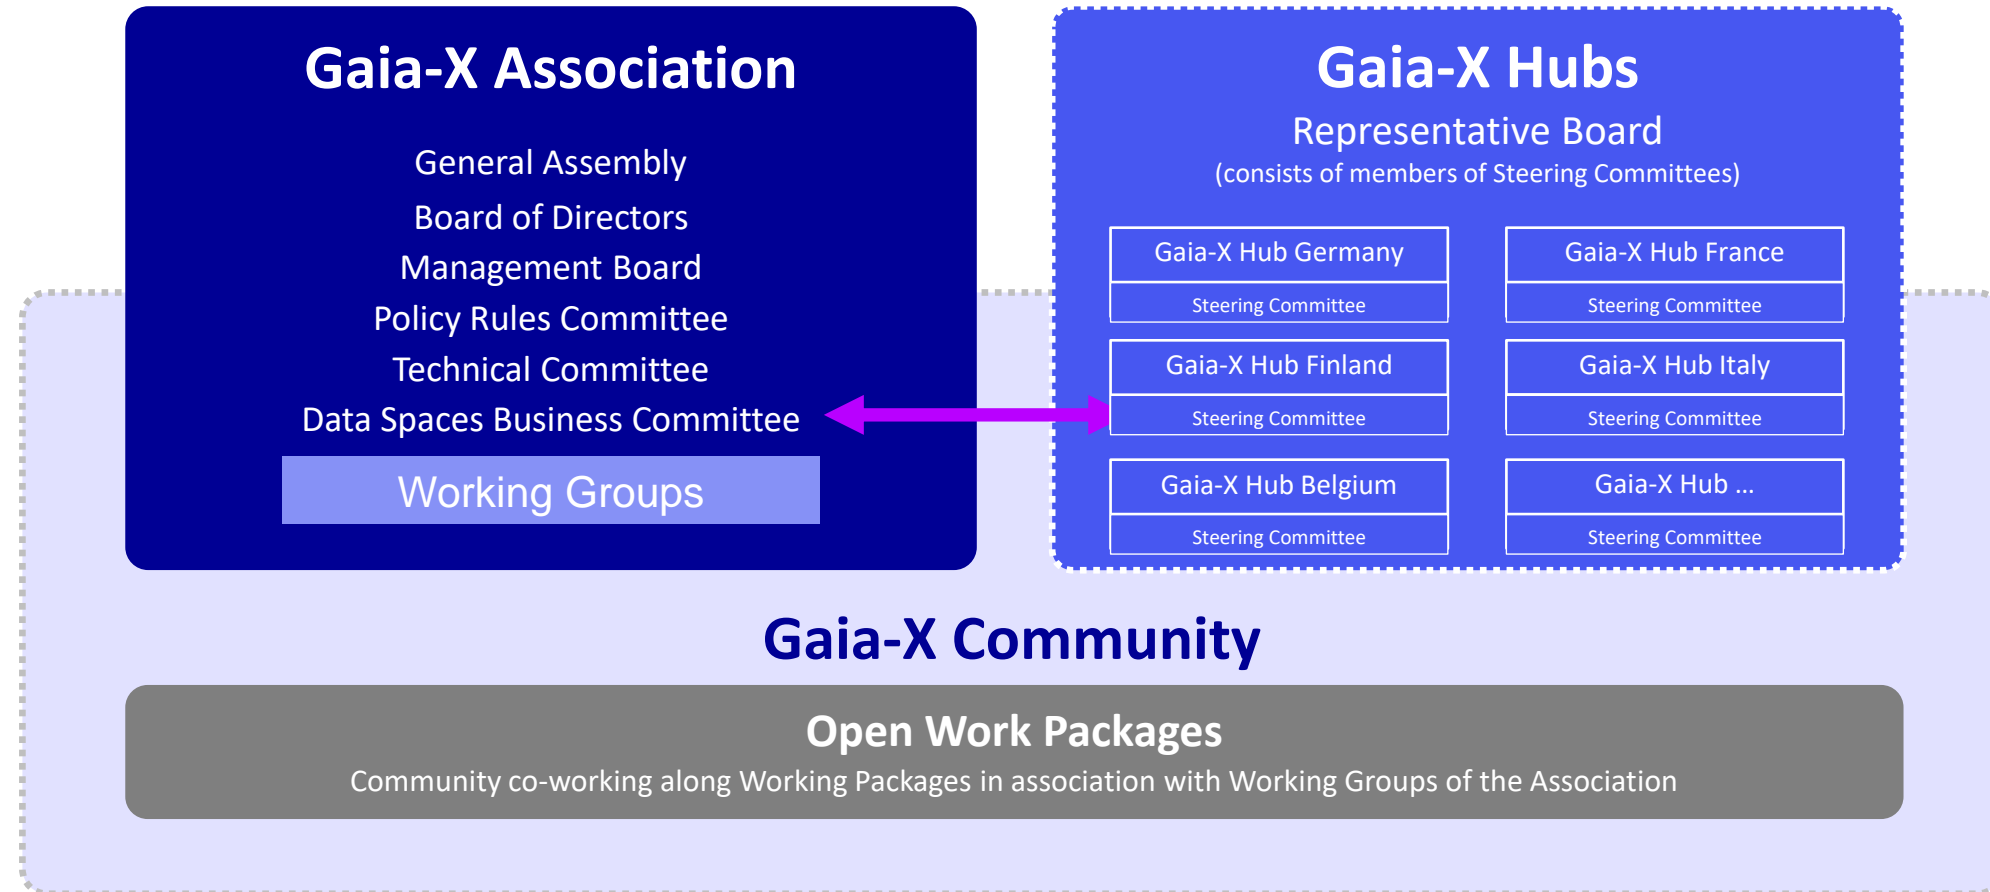 Gaia-X Association
General Assembly
Board of Directors
Management Board
Policy Rules Committee
Technical Committee
Data Spaces Business Committee
Working Groups
Gaia-X Hubs
Representative Board
(consists of members of Steering Committees)
Gaia-X Hub Germany
Steering Committee
Gaia-X Hub France
Steering Committee
Gaia-X Hub Finland
Steering Committee
Gaia-X Hub Italy
Steering Committee
Gaia-X Hub Belgium
Steering Committee
Gaia-X Hub ...
Steering Committee
Gaia-X Community
Open Work Packages
Community co-working along Working Packages in association with Working Groups of the Association